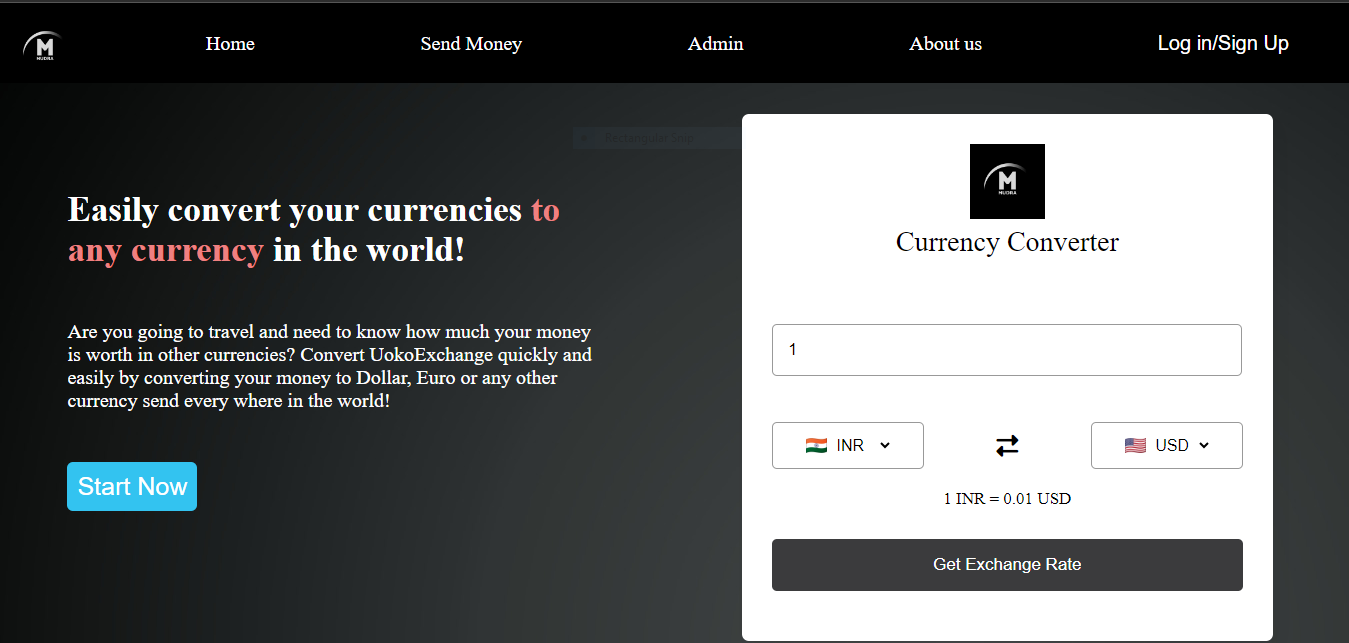 M
MUDRA
Home
Send Money
Admin
About us
Log in/Sign Up
Rectangular Snip
Easily convert your currencies to
any currency in the world!
Are you going to travel and need to know how much your money
is worth in other currencies? Convert UokoExchange quickly and
easily by converting your money to Dollar, Euro or any other
currency send every where in the world!
Start Now
M
MUDRA
Currency Converter
1
INR
USD
1 INR = 0.01 USD
Get Exchange Rate